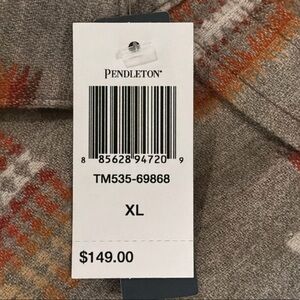 PENDLETON®
8 85628 94720 9
TM535-69868
XL
$149.00